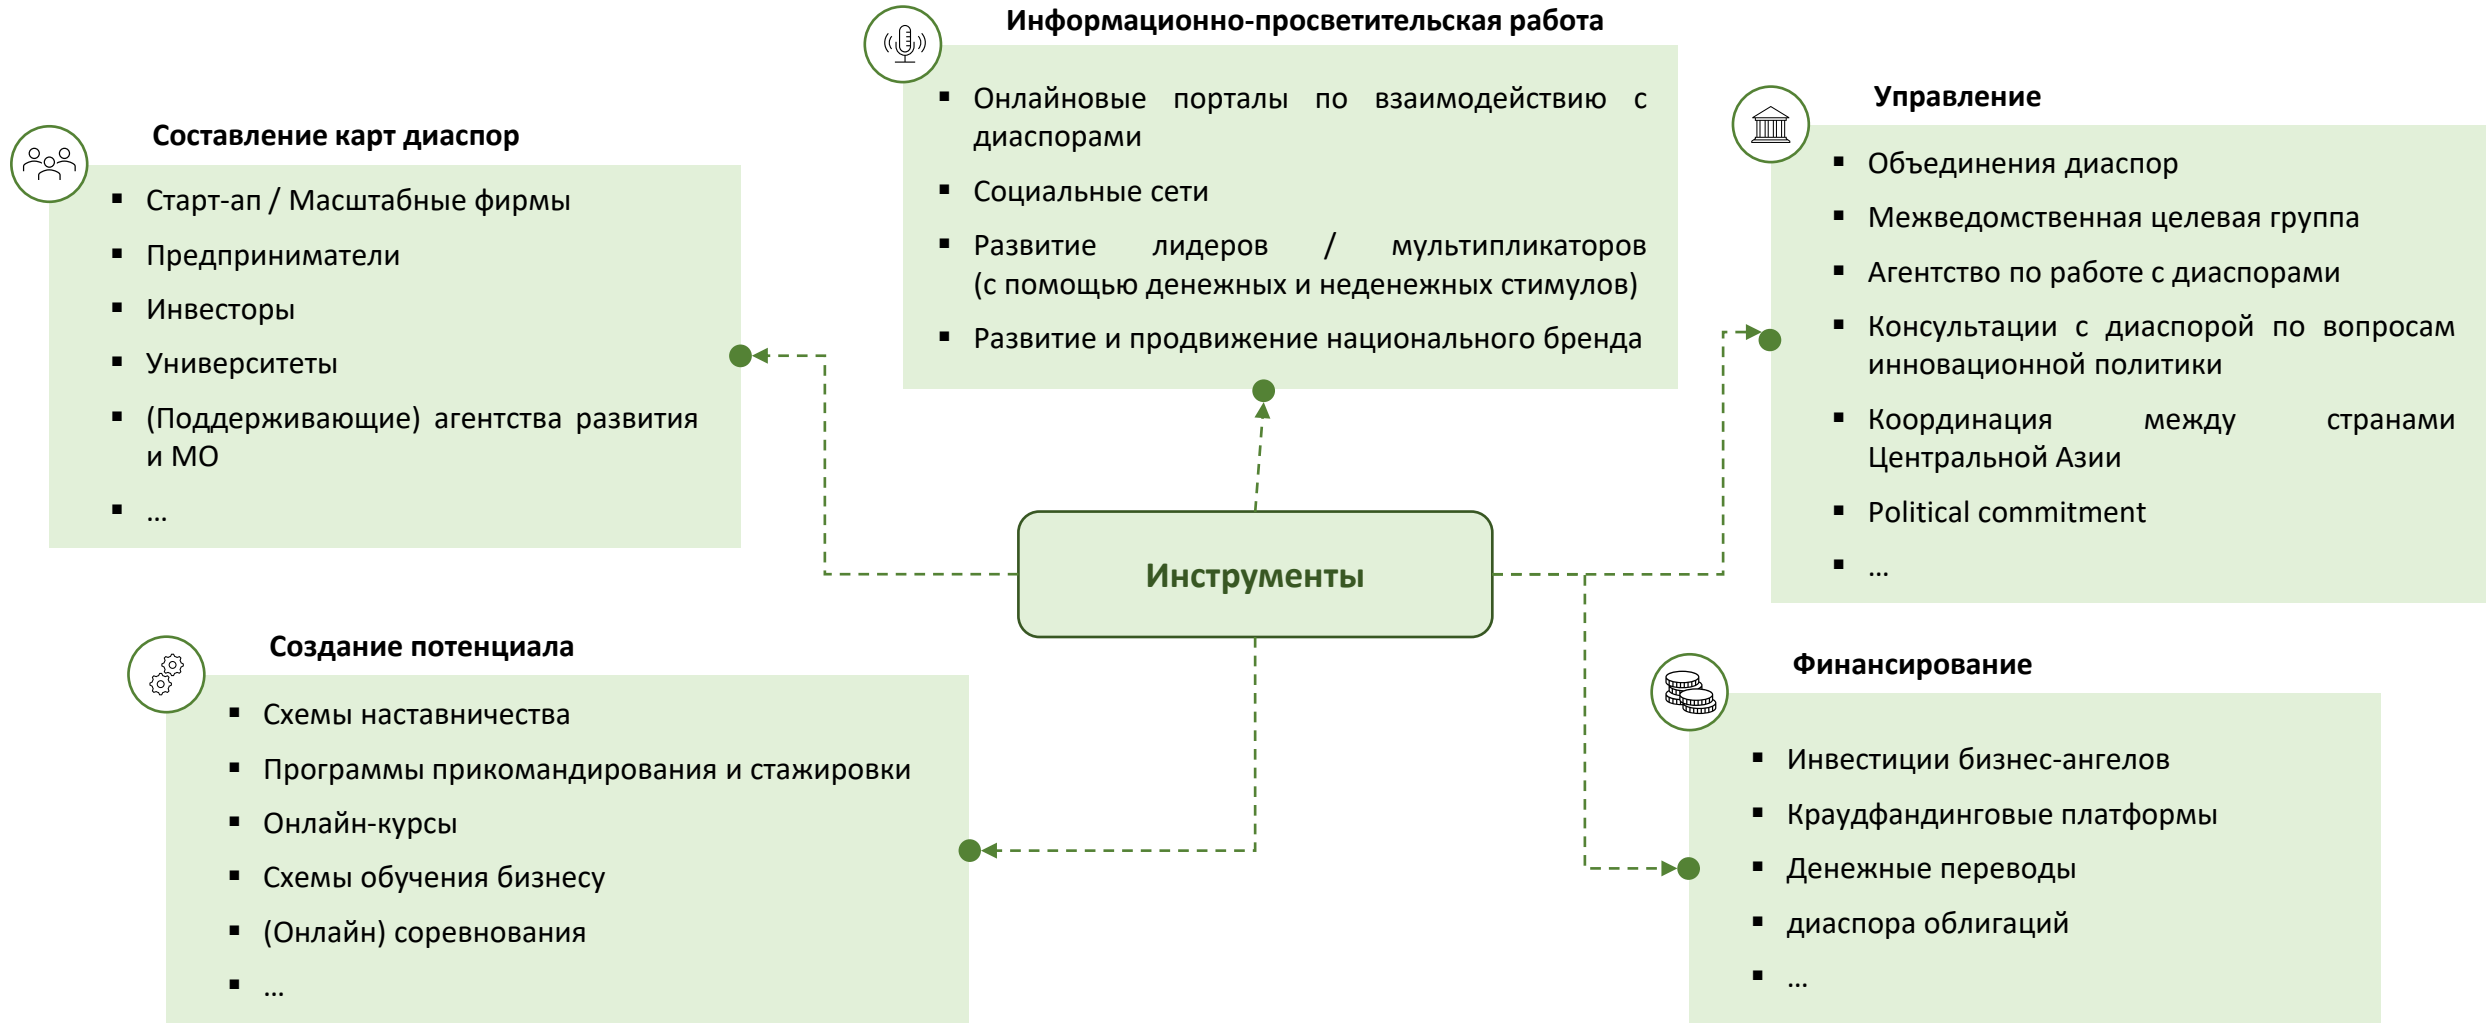 Информационно-просветительская работа
Онлайновые порталы по взаимодействию с
диаспорами
Социальные сети
Развитие лидеров / мультипликаторов
(с помощью денежных и неденежных стимулов)
Развитие и продвижение национального бренда
Составление карт диаспор
Старт-ап / Масштабные фирмы
Предприниматели
Инвесторы
Университеты
(Поддерживающие) агентства развития
и МО
...
Управление
Объединения диаспор
Межведомственная целевая группа
Агентство по работе с диаспорами
Консультации с диаспорой по вопросам
инновационной политики
Координация между странами
Центральной Азии
Political commitment
...
Инструменты
Создание потенциала
Схемы наставничества
Программы прикомандирования и стажировки
Онлайн-курсы
Схемы обучения бизнесу
(Онлайн) соревнования
...
Финансирование
Инвестиции бизнес-ангелов
Краудфандинговые платформы
Денежные переводы
диаспора облигаций
...